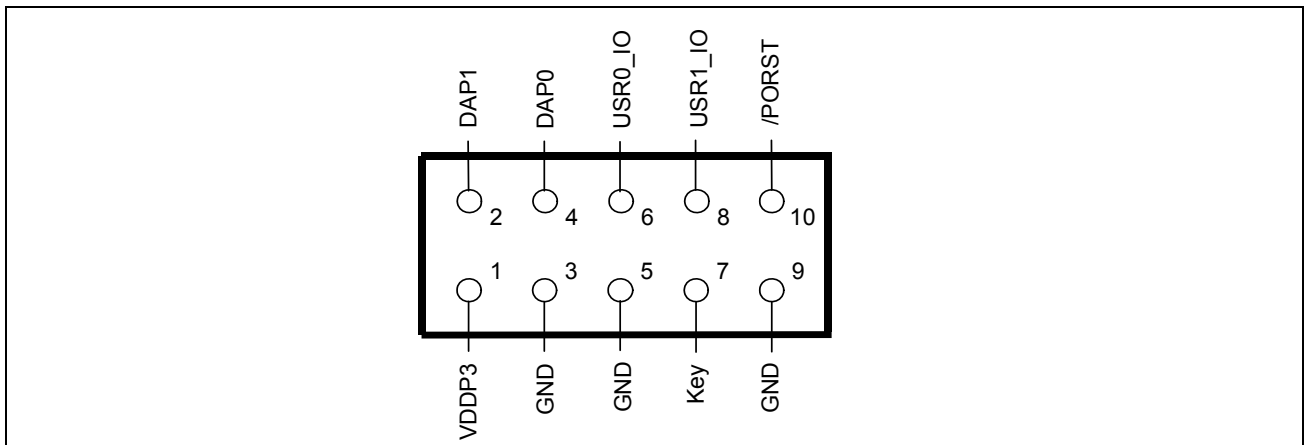 DAP1
DAP0
USR0_IO
USR1_IO
/PORST
2
4
6
8
10
1
3
5
7
9
VDDP3
GND
GND
Key
GND